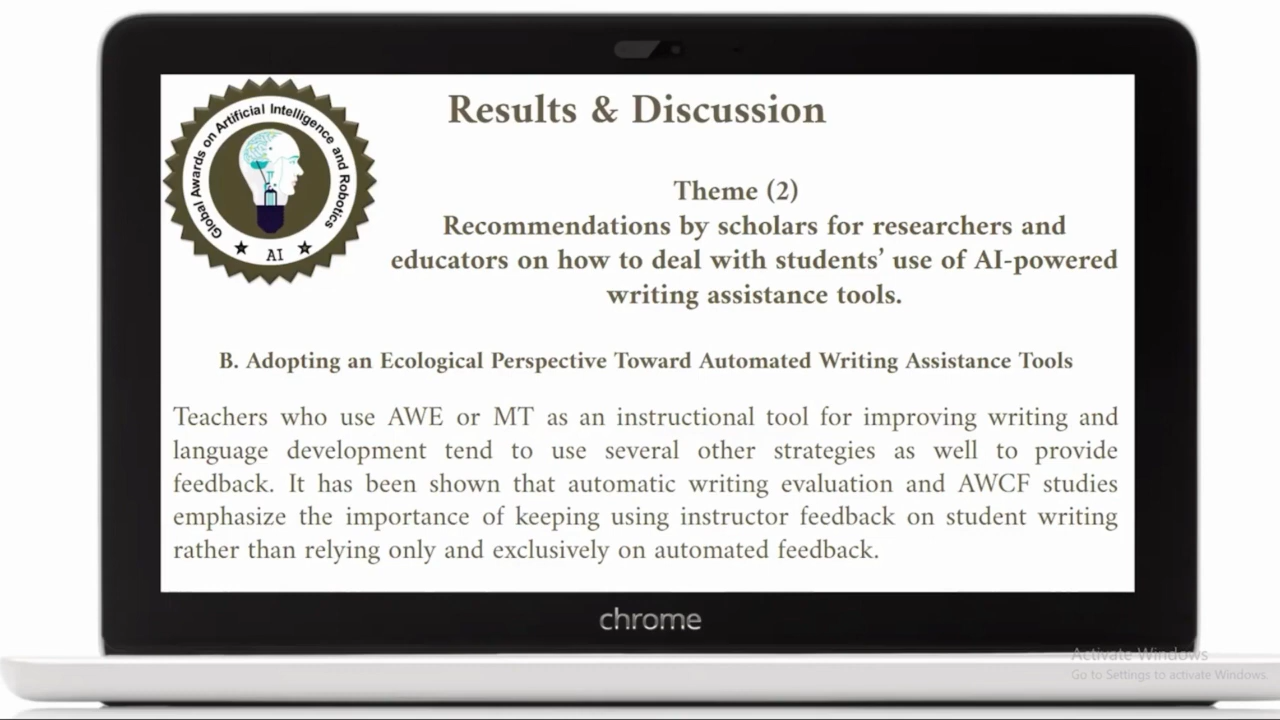 Global Awards on Artificial Intelligence and Robotics
AI
Results & Discussion
Theme (2)
Recommendations by scholars for researchers and
educators on how to deal with students’ use of AI-powered
writing assistance tools.
B. Adopting an Ecological Perspective Toward Automated Writing Assistance Tools
Teachers who use AWE or MT as an instructional tool for improving writing and
language development tend to use several other strategies as well to provide
feedback. It has been shown that automatic writing evaluation and AWCF studies
emphasize the importance of keeping using instructor feedback on student writing
rather than relying only and exclusively on automated feedback.
chrome
Activate Windows
Go to Settings to activate Windows.